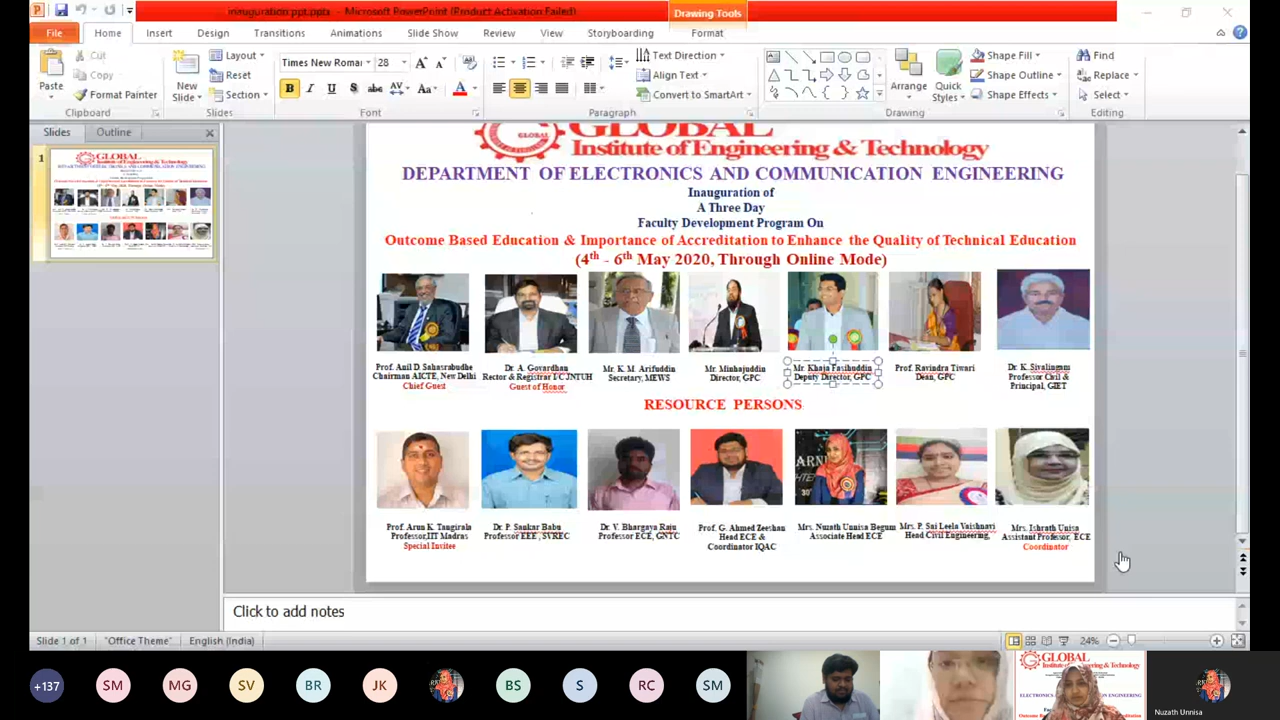 inauguration ppt.pptx - Microsoft PowerPoint (Product Activation Failed)
Drawing Tools
File Home Insert Design Transitions Animations Slide Show Review View Storyboarding Format
Paste
Cut
Copy
Format Painter
Clipboard
New Slide
Layout
Reset
Section
Slides
Times New Roman 28
Font
Text Direction
Align Text
Convert to SmartArt
Paragraph
Arrange
Quick Styles
Shape Fill
Shape Outline
Shape Effects
Drawing
Find
Replace
Select
Editing
Slides Outline
1
GLOBAL
Institute of Engineering & Technology
DEPARTMENT OF ELECTRONICS AND COMMUNICATION ENGINEERING
Inauguration of
A Three Day
Faculty Development Program On
Outcome Based Education & Importance of Accreditation to Enhance the Quality of Technical Education
(4th - 6th May 2020, Through Online Mode)
Prof. Anil D. Sahasrabudhe
Chairman AICTE, New Delhi
Chief Guest
Dr. A. Govardhan
Rector & Registrar I/C JNTUH
Guest of Honor
Mr. K. M. Arifuddin
Secretary, MEWS
Mr. Minhajuddin
Director, GPC
Mr. Khaja Fasihuddin
Deputy Director, GPC
Prof. Ravindra Tiwari
Dean, GPC
Dr. K. Sivalingam
Professor Civil &
Principal, GIET
RESOURCE PERSONS
Prof. Arun K. Tangirala
Professor,IIT Madras
Special Invitee
Dr. P. Sankar Babu
Professor EEE , SVREC
Dr. V. Bhargava Raju
Professor ECE, GNTC
Prof. G. Ahmed Zeeshan
Head ECE &
Coordinator IQAC
Mrs. Nuzath Unnisa Begum
Associate Head ECE
Mrs. P. Sai Leela Vaishnavi
Head Civil Engineering,
Mrs. Ishrath Unisa
Assistant Professor, ECE
Coordinator
Click to add notes
Slide 1 of 1 "Office Theme" English (India) 24%
+137 SM MG SV BR JK BS S RC SM
GLOBAL
Institute of Engineering & Technology
Nuzath Unnisa